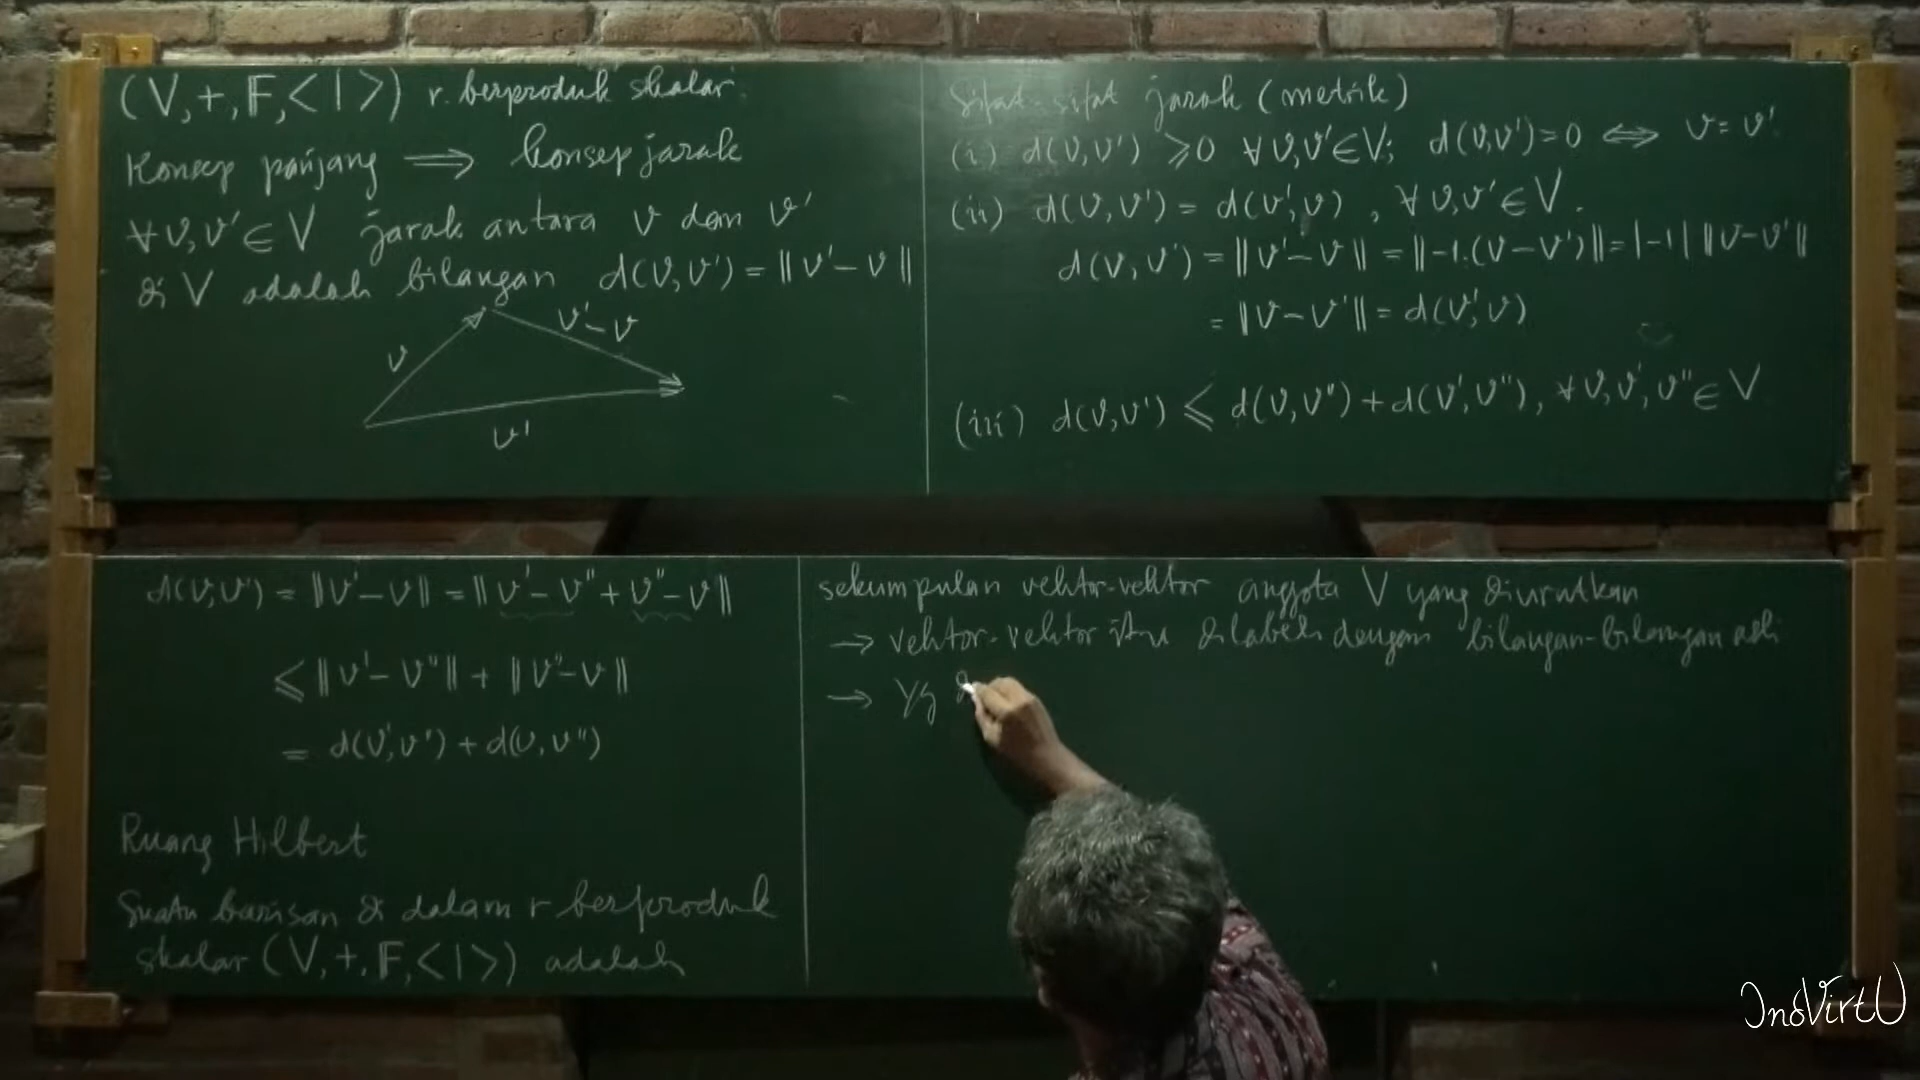 (V,+,F,<|>) r. berproduk skalar.
Konsep panjang ⟹ konsep jarak
∀ v,v' ∈ V jarak antara v dan v'
di V adalah bilangan d(v,v') = ‖v'-v‖
v
v'-v
v'
Sifat-sifat jarak (metrik)
(i) d(v,v') ⩾ 0 ∀ v,v' ∈ V; d(v,v') = 0 ⟺ v = v'.
(ii) d(v,v') = d(v',v), ∀ v,v' ∈ V.
d(v,v') = ‖v'-v‖ = ‖-1.(v-v')‖ = |-1| ‖v-v'‖
= ‖v-v'‖ = d(v',v)
(iii) d(v,v') ⩽ d(v,v'') + d(v',v''), ∀ v,v',v'' ∈ V
d(v,v') = ‖v'-v‖ = ‖v'-v''+v''-v‖
⩽ ‖v'-v''‖ + ‖v''-v‖
= d(v',v'') + d(v,v'')
Ruang Hilbert
Suatu barisan di dalam r berproduk
skalar (V,+,F,<|>) adalah
sekumpulan vektor-vektor anggota V yang diurutkan
→ vektor-vektor itu dilabeli dengan bilangan-bilangan asli
→ yg
InoVirtU